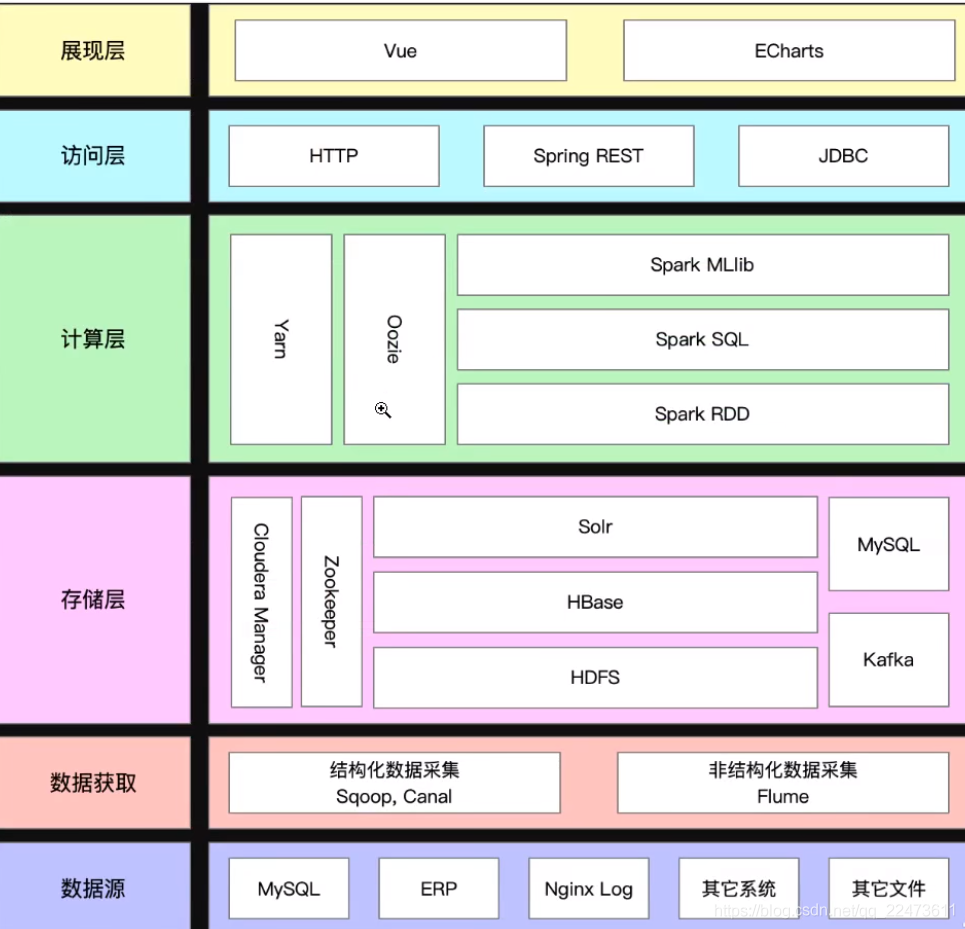 展现层
Vue
ECharts
访问层
HTTP
Spring REST
JDBC
计算层
Yarn
Oozie
Spark MLlib
Spark SQL
Spark RDD
存储层
Cloudera Manager
Zookeeper
Solr
HBase
HDFS
MySQL
Kafka
数据获取
结构化数据采集
Sqoop, Canal
非结构化数据采集
Flume
数据源
MySQL
ERP
Nginx Log
其它系统
其它文件
https://blog.csdn.net/qq_22473611